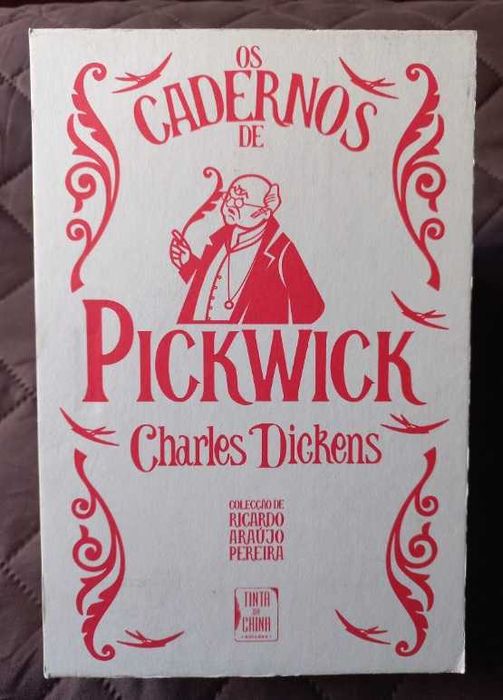 OS
CADERNOS
DE
PICKWICK
Charles Dickens
COLECÇÃO DE
RICARDO
ARAÚJO
PEREIRA
TINTA
DA
CHINA